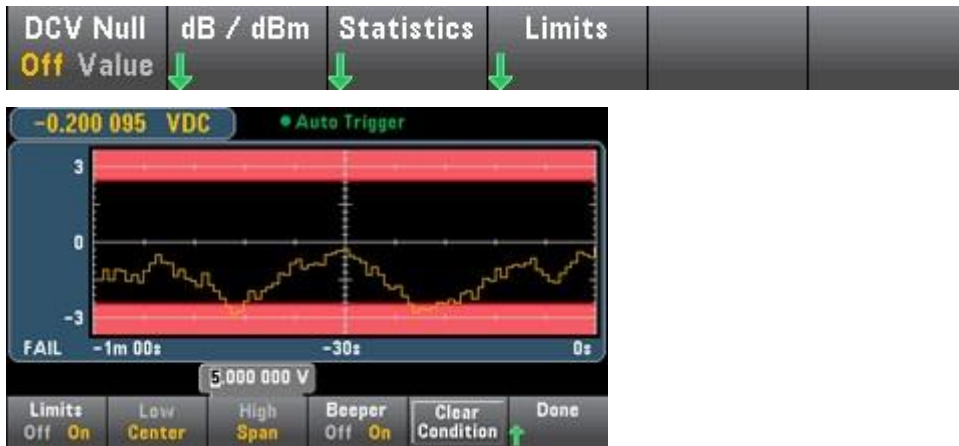 DCV Null dB / dBm Statistics Limits
Off Value
-0.200 095 VDC Auto Trigger
3
0
-3
FAIL -1m 00s -30s 0s
5.000 000 V
Limits Low High Beeper Clear Done
Off On Center Span Off On Condition